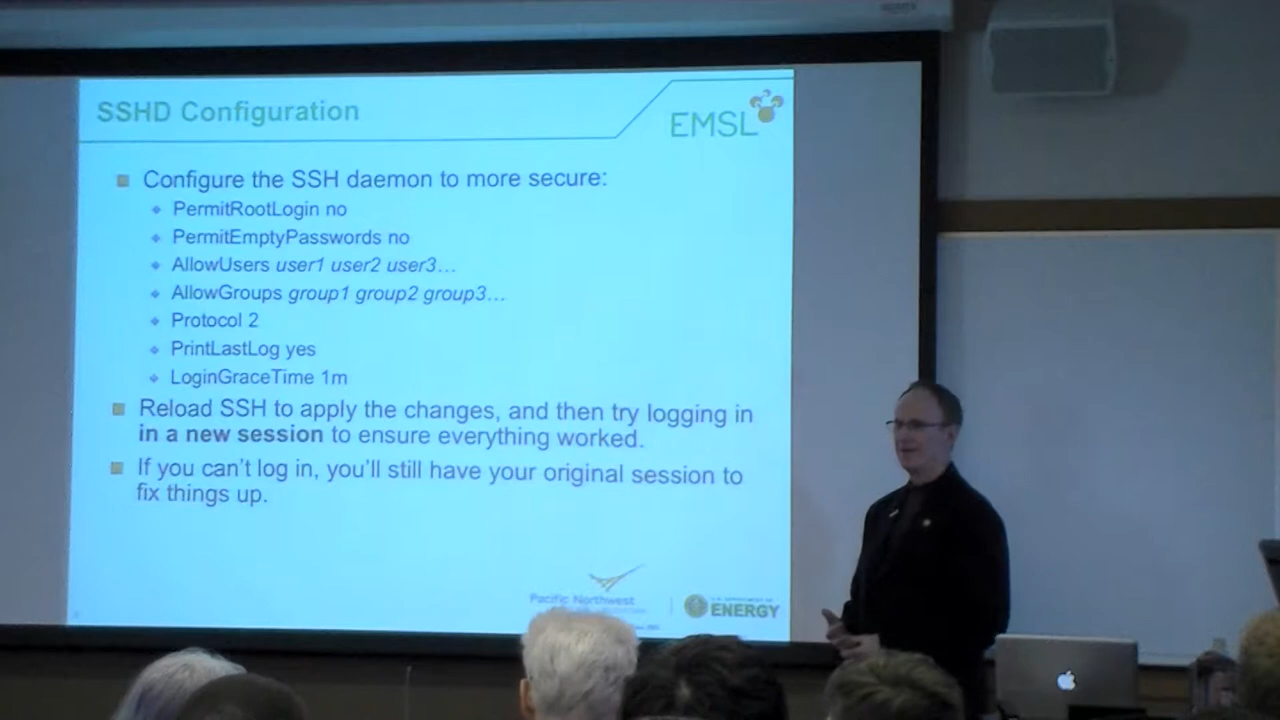 SSHD Configuration
EMSL
Configure the SSH daemon to more secure:
PermitRootLogin no
PermitEmptyPasswords no
AllowUsers user1 user2 user3...
AllowGroups group1 group2 group3...
Protocol 2
PrintLastLog yes
LoginGraceTime 1m
Reload SSH to apply the changes, and then try logging in
in a new session to ensure everything worked.
If you can't log in, you'll still have your original session to
fix things up.
Pacific Northwest
ENERGY